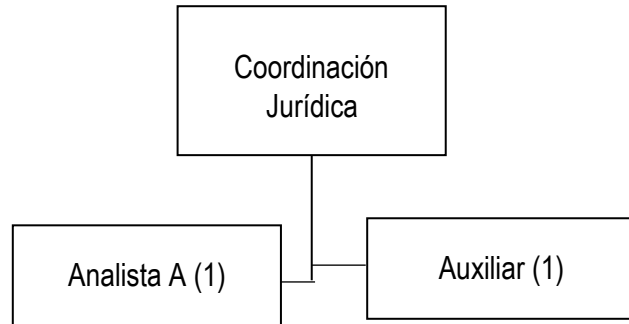 Coordinación
Jurídica
Analista A (1)
Auxiliar (1)